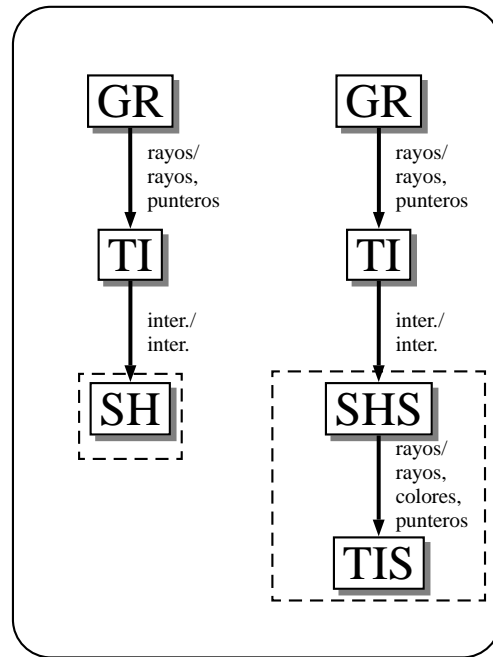 GR
rayos/
rayos,
punteros
TI
inter./
inter.
SH
GR
rayos/
rayos,
punteros
TI
inter./
inter.
SHS
rayos/
rayos,
colores,
punteros
TIS